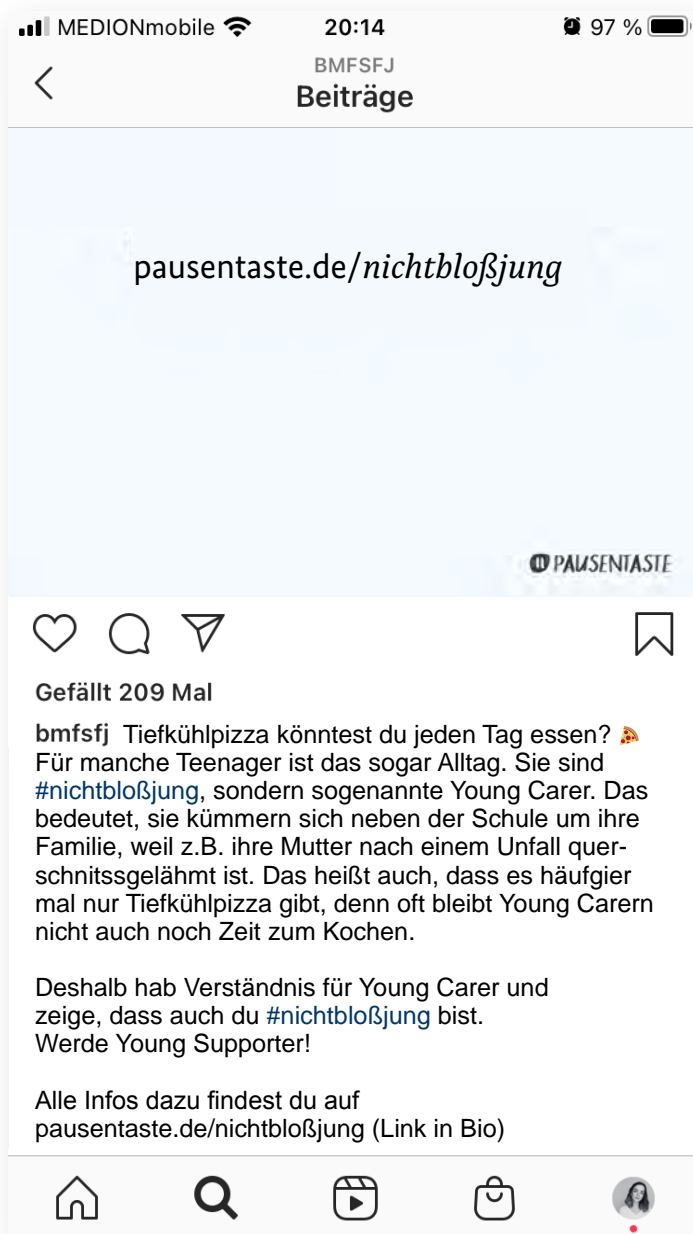 MEDIONmobile 20:14 97 %
BMFSFJ
Beiträge
pausentaste.de/nichtbloßjung
PAUSENTASTE
Gefällt 209 Mal
bmfsfj Tiefkühlpizza könntest du jeden Tag essen? 🍕
Für manche Teenager ist das sogar Alltag. Sie sind
#nichtbloßjung, sondern sogenannte Young Carer. Das
bedeutet, sie kümmern sich neben der Schule um ihre
Familie, weil z.B. ihre Mutter nach einem Unfall quer-
schnitssgelähmt ist. Das heißt auch, dass es häufgier
mal nur Tiefkühlpizza gibt, denn oft bleibt Young Carern
nicht auch noch Zeit zum Kochen.
Deshalb hab Verständnis für Young Carer und
zeige, dass auch du #nichtbloßjung bist.
Werde Young Supporter!
Alle Infos dazu findest du auf
pausentaste.de/nichtbloßjung (Link in Bio)